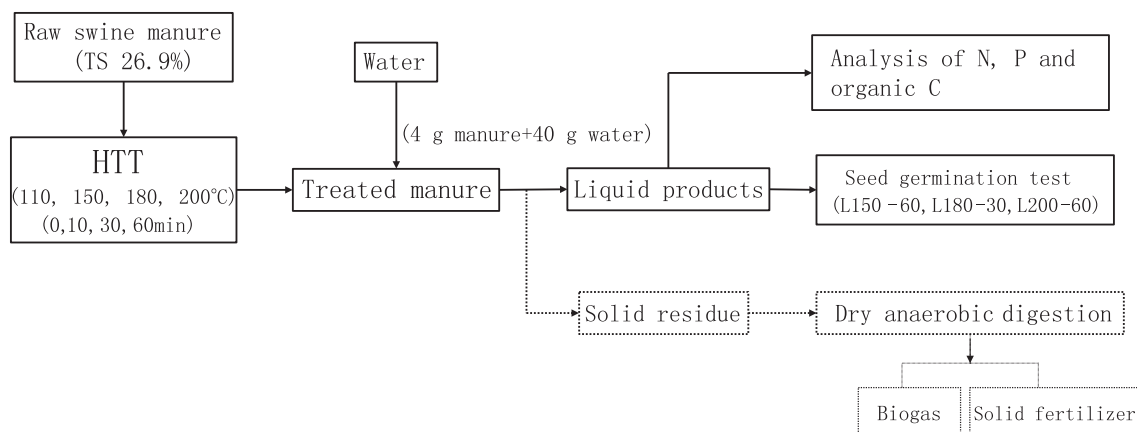 Raw swine manure
(TS 26.9%)
Water
Analysis of N, P and
organic C
(4 g manure+40 g water)
HTT
(110, 150, 180, 200℃)
(0,10,30,60min)
Treated manure
Liquid products
Seed germination test
(L150-60, L180-30, L200-60)
Solid residue
Dry anaerobic digestion
Biogas
Solid fertilizer